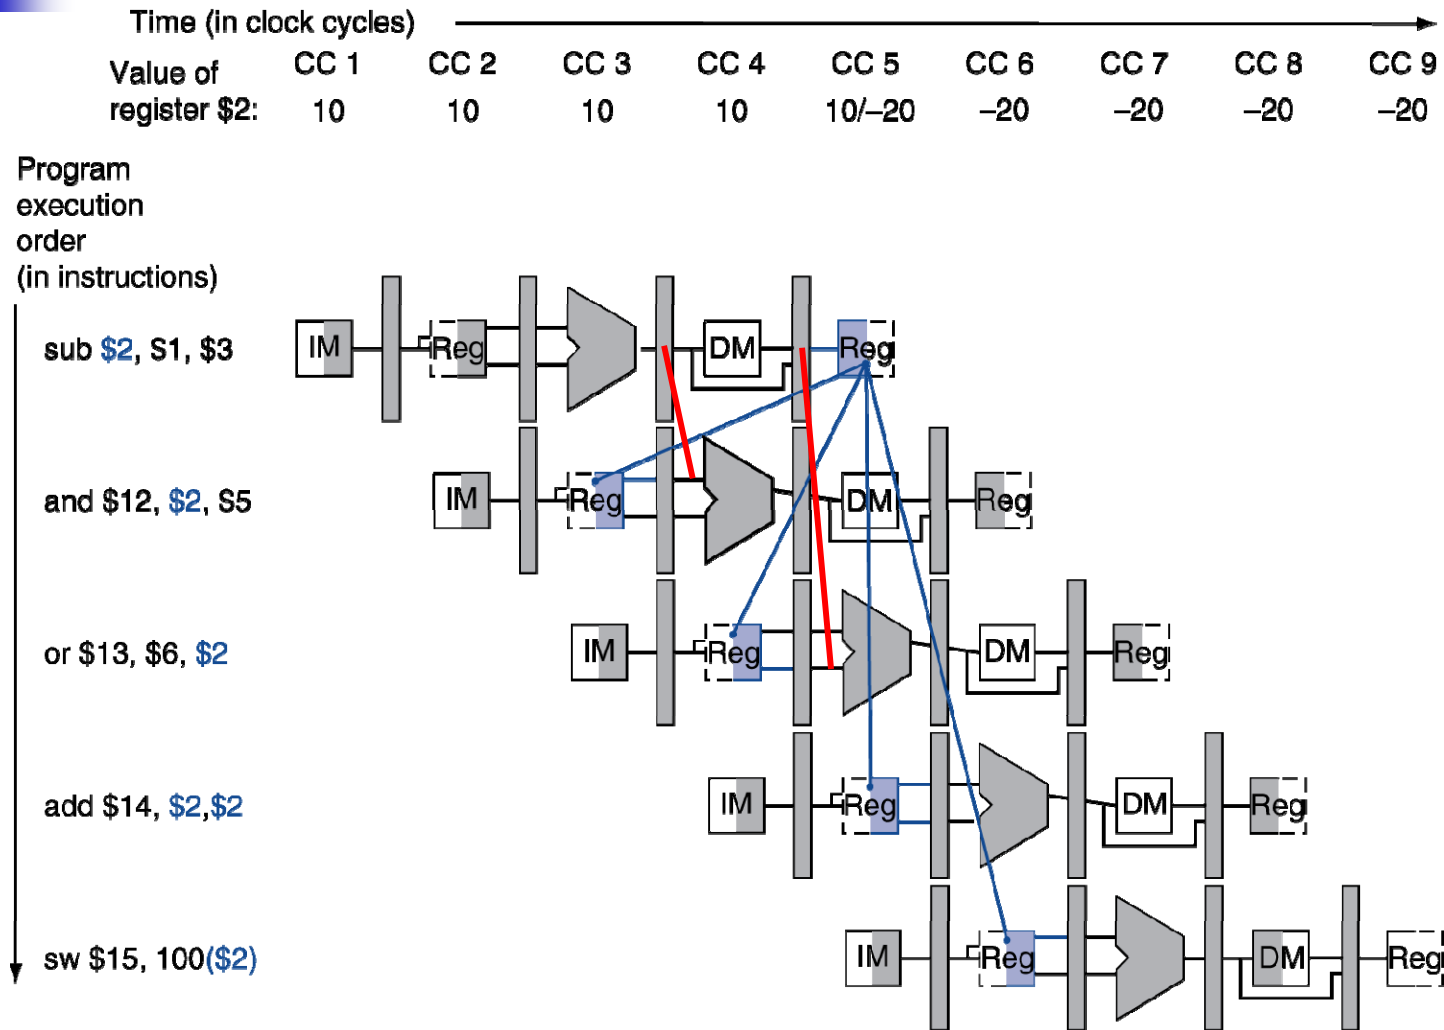 Time (in clock cycles)
Value of register $2:
CC 1 CC 2 CC 3 CC 4 CC 5 CC 6 CC 7 CC 8 CC 9
10 10 10 10 10/–20 –20 –20 –20 –20
Program
execution
order
(in instructions)
sub $2, S1, $3
IM Reg DM Reg
and $12, $2, S5
IM Reg DM Reg
or $13, $6, $2
IM Reg DM Reg
add $14, $2,$2
IM Reg DM Reg
sw $15, 100($2)
IM Reg DM Reg